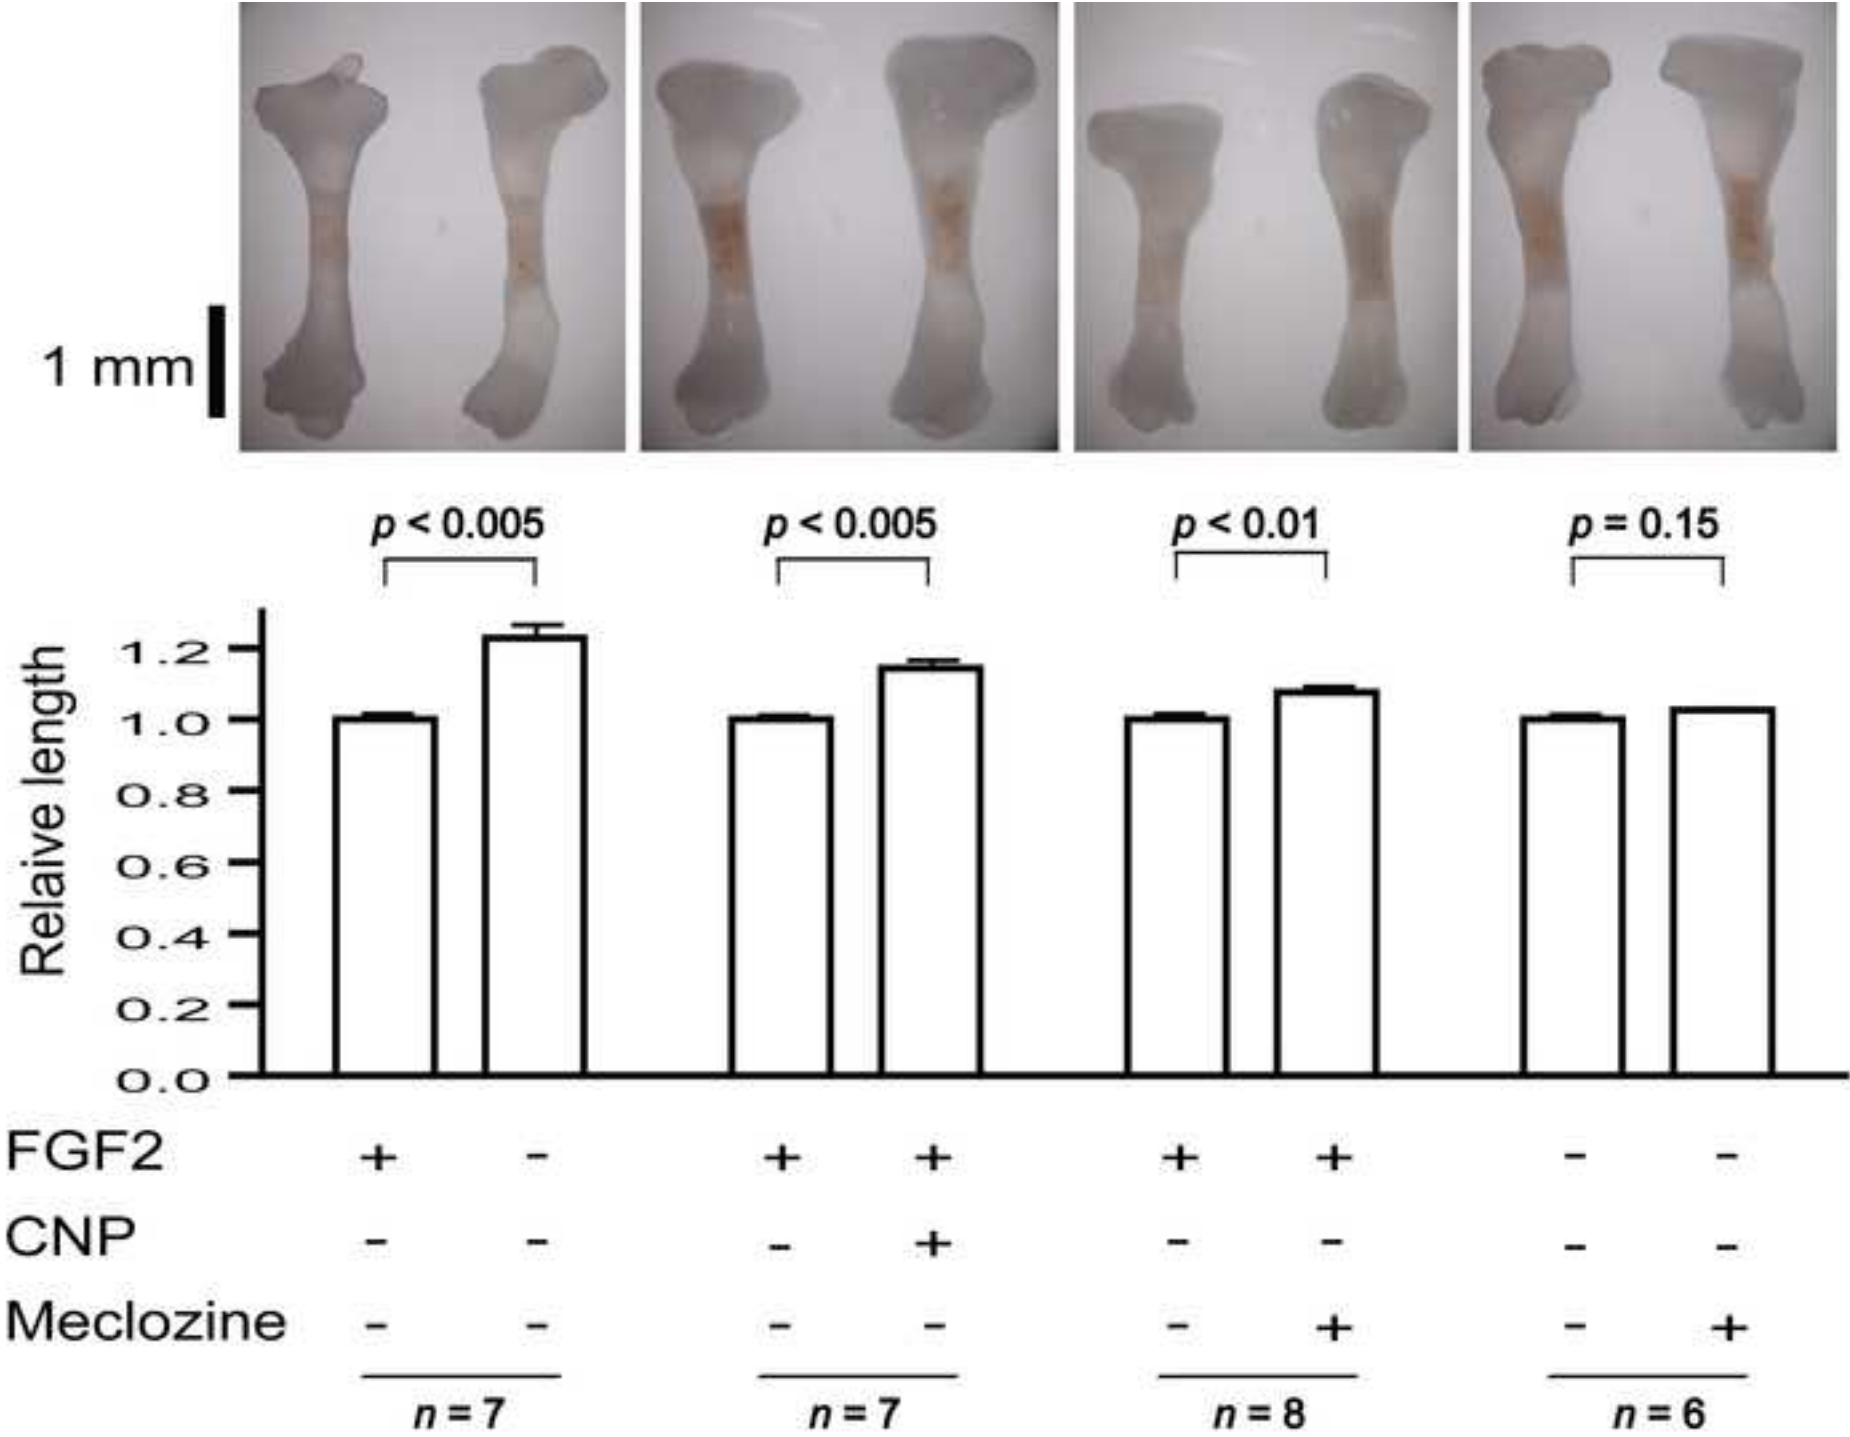 1 mm
p < 0.005 p < 0.005 p < 0.01 p = 0.15
Relaive length
1.2
1.0
0.8
0.6
0.4
0.2
0.0
FGF2 + - + + + + - -
CNP - - - + - - - -
Meclozine - - - - - + - +
n = 7 n = 7 n = 8 n = 6